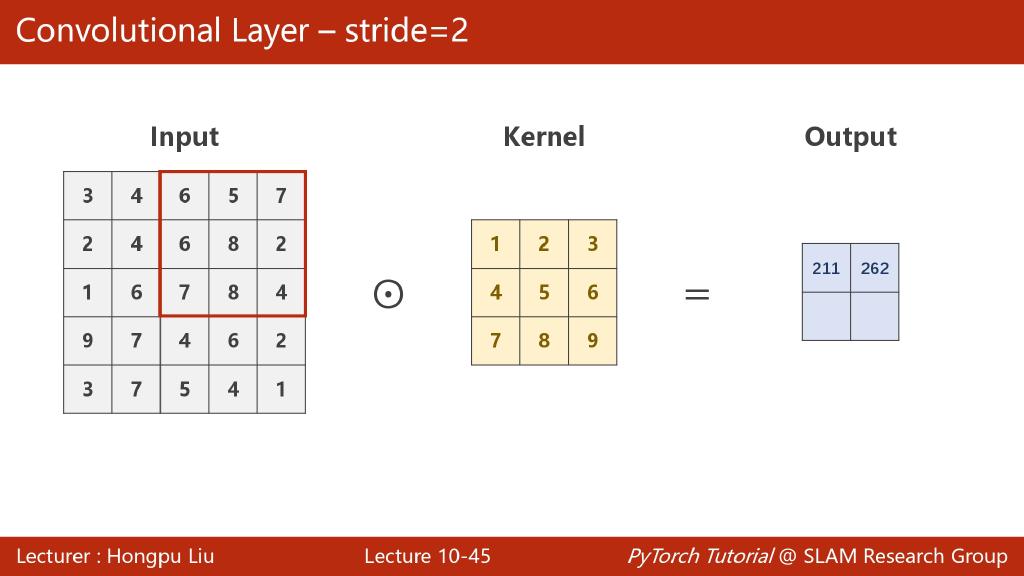 Convolutional Layer – stride=2
Input Kernel Output
3 4 6 5 7
2 4 6 8 2
1 6 7 8 4
9 7 4 6 2
3 7 5 4 1
⊙
1 2 3
4 5 6
7 8 9
=
211 262
Lecturer : Hongpu Liu Lecture 10-45 PyTorch Tutorial @ SLAM Research Group